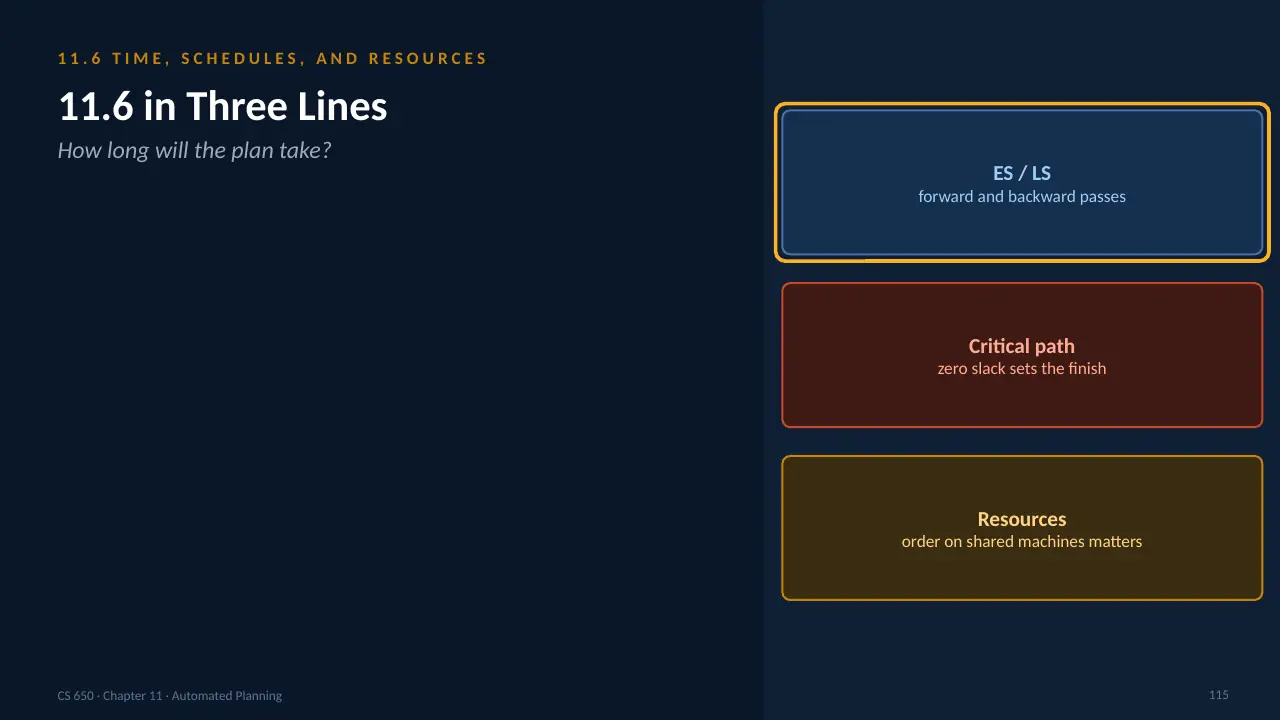 11.6 TIME, SCHEDULES, AND RESOURCES
11.6 in Three Lines
How long will the plan take?
ES / LS
forward and backward passes
Critical path
zero slack sets the finish
Resources
order on shared machines matters
CS 650 · Chapter 11 · Automated Planning
115